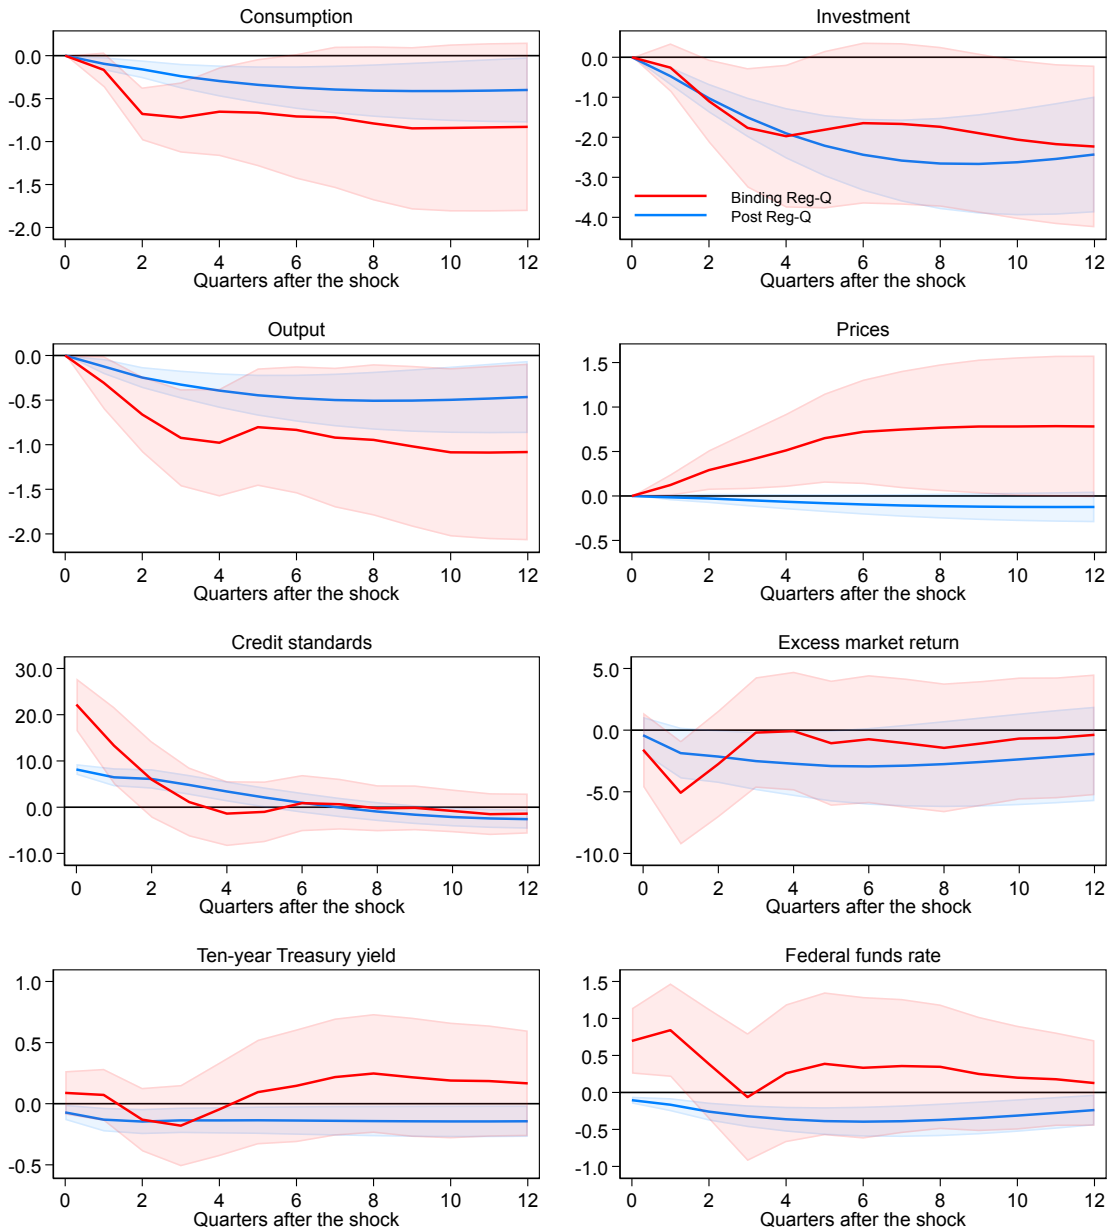 Consumption
0.0
-0.5
-1.0
-1.5
-2.0
0 2 4 6 8 10 12
Quarters after the shock
Investment
0.0
-1.0
-2.0
-3.0
-4.0
Binding Reg-Q
Post Reg-Q
0 2 4 6 8 10 12
Quarters after the shock
Output
0.0
-0.5
-1.0
-1.5
-2.0
0 2 4 6 8 10 12
Quarters after the shock
Prices
1.5
1.0
0.5
0.0
-0.5
0 2 4 6 8 10 12
Quarters after the shock
Credit standards
30.0
20.0
10.0
0.0
-10.0
0 2 4 6 8 10 12
Quarters after the shock
Excess market return
5.0
0.0
-5.0
-10.0
0 2 4 6 8 10 12
Quarters after the shock
Ten-year Treasury yield
1.0
0.5
0.0
-0.5
0 2 4 6 8 10 12
Quarters after the shock
Federal funds rate
1.5
1.0
0.5
0.0
-0.5
-1.0
0 2 4 6 8 10 12
Quarters after the shock